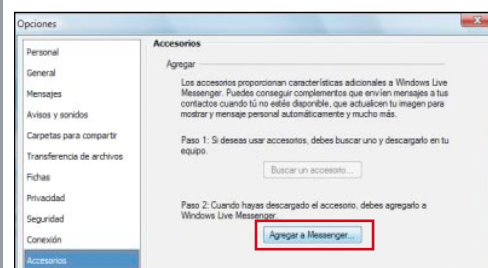 Opciones
Personal
General
Mensajes
Avisos y sonidos
Carpetas para compartir
Transferencia de archivos
Fichas
Privacidad
Seguridad
Conexión
Accesorios
Accesorios
Agregar
Los accesorios proporcionan características adicionales a Windows Live
Messenger. Puedes conseguir complementos que envíen mensajes a tus
contactos cuando tú no estés disponible, que actualicen tu imagen para
mostrar y mensaje personal automáticamente y mucho más.
Paso 1: Si deseas usar accesorios, debes buscar uno y descargarlo en tu
equipo.
Buscar un accesorio...
Paso 2: Cuando hayas descargado el accesorio, debes agregarlo a
Windows Live Messenger.
Agregar a Messenger...